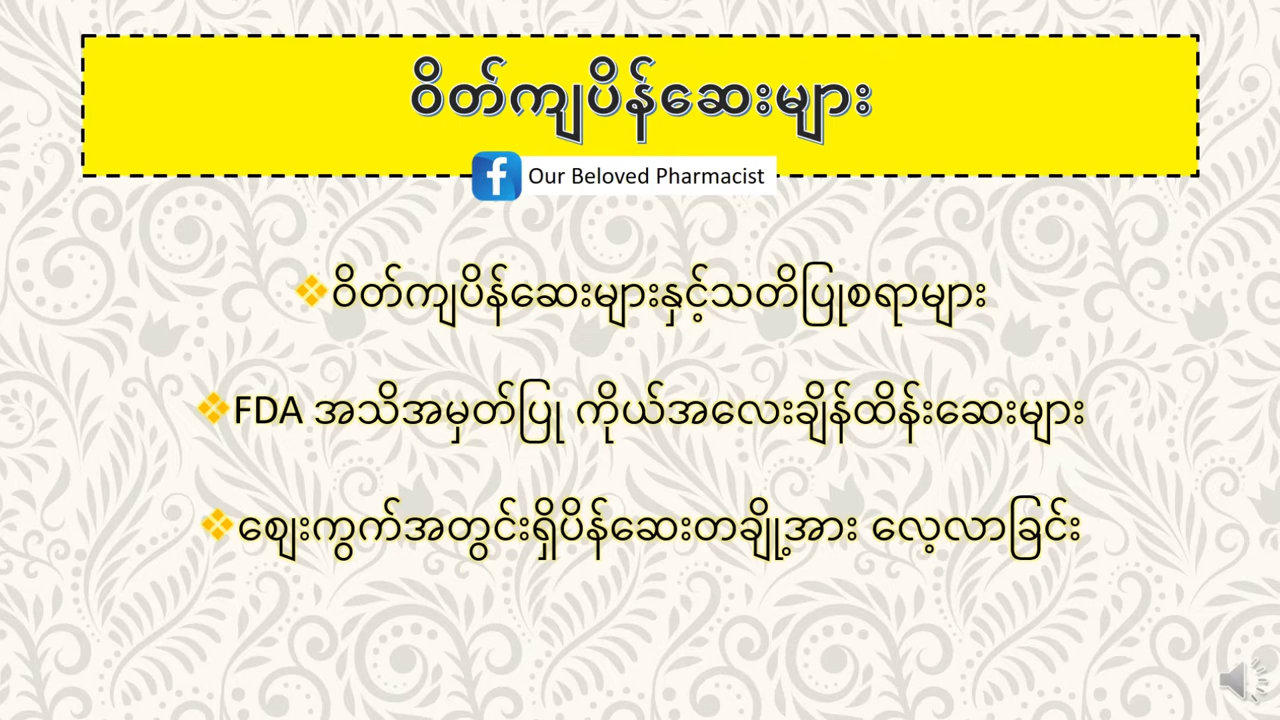 ဝိတ်ကျပိန်ဆေးများ
Our Beloved Pharmacist
ဝိတ်ကျပိန်ဆေးများနှင့်သတိပြုစရာများ
FDA အသိအမှတ်ပြု ကိုယ်အလေးချိန်ထိန်းဆေးများ
ဈေးကွက်အတွင်းရှိပိန်ဆေးတချို့အား လေ့လာခြင်း